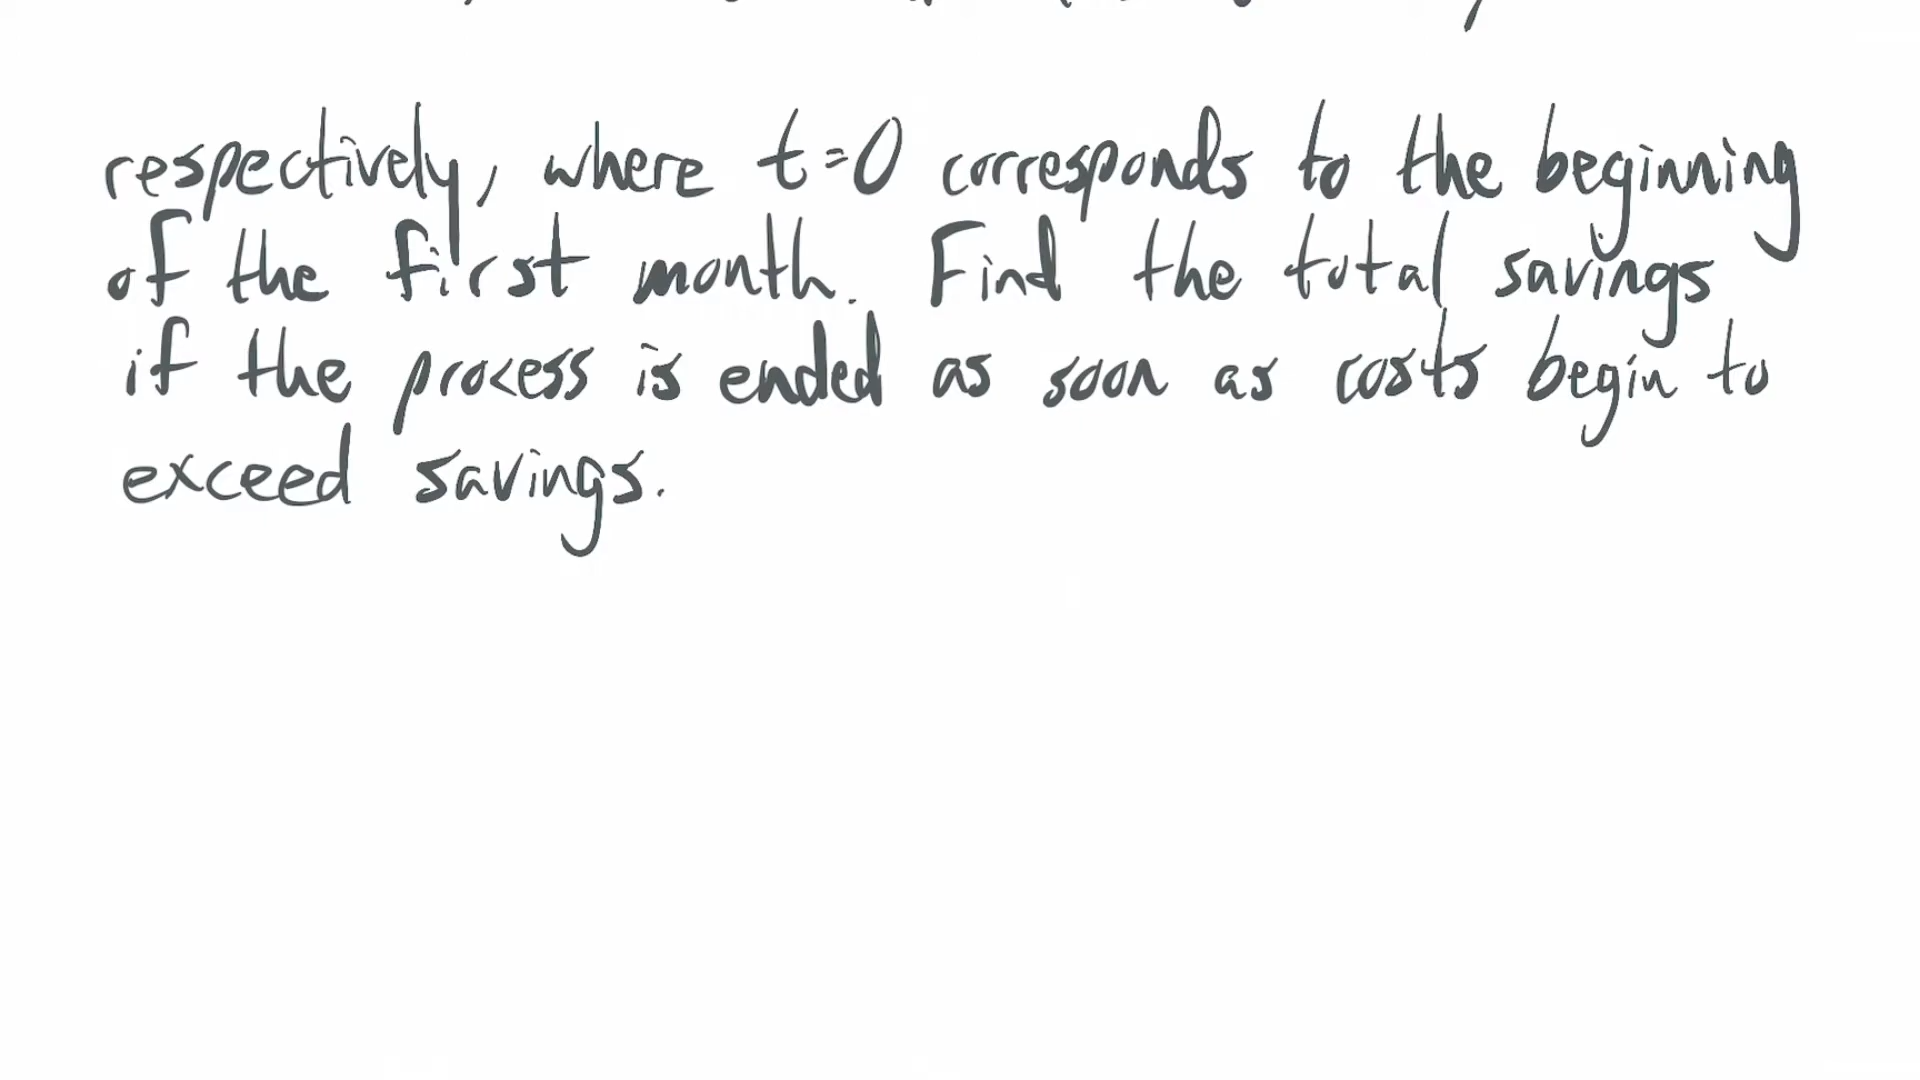 respectively, where t=0 corresponds to the beginning
of the first month. Find the total savings
if the process is ended as soon as costs begin to
exceed savings.